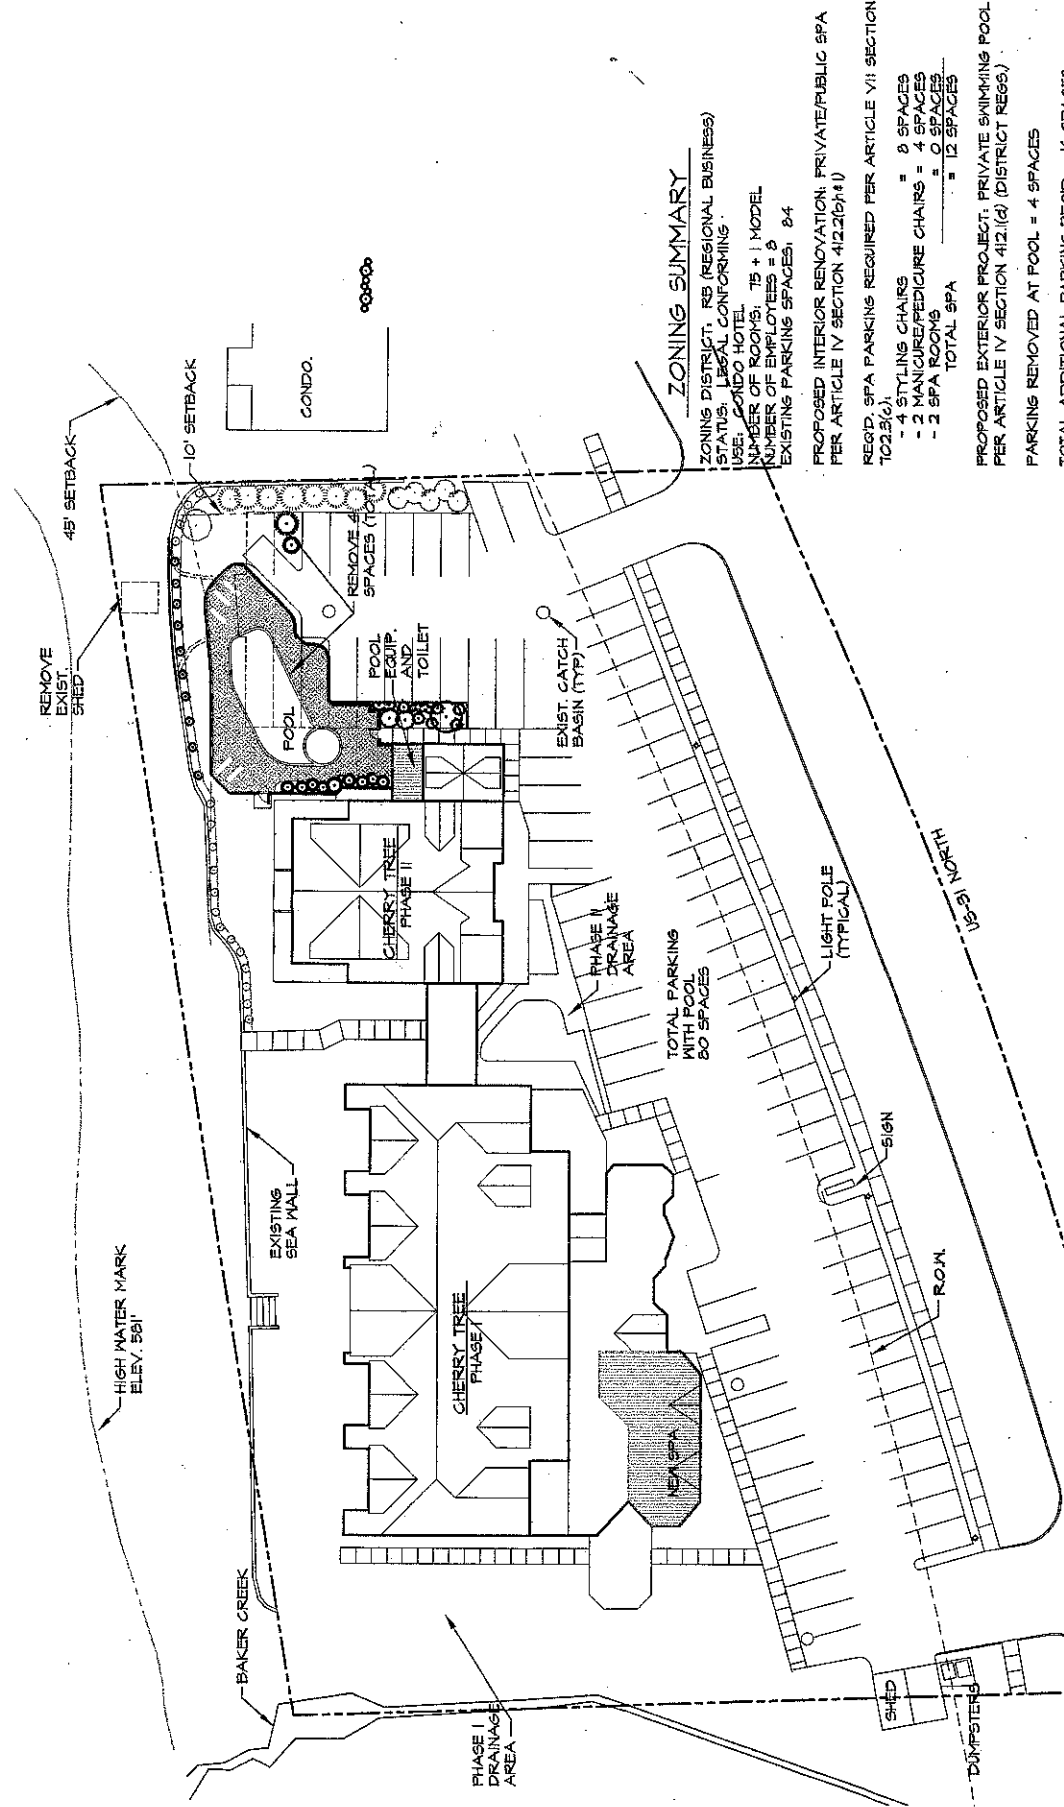 45' SETBACK
10' SETBACK
REMOVE
EXIST.
SHED
CONDO.
REMOVE 4
SPACES (TOTAL)
POOL
EQUIP.
AND
TOILET
POOL
EXIST. CATCH
BASIN (TYP)
CHERRY TREE
PHASE II
PHASE II
DRAINAGE
AREA
TOTAL PARKING
WITH POOL
80 SPACES
LIGHT POLE
(TYPICAL)
US-31 NORTH
SIGN
R.O.W.
EXISTING
SEA WALL
HIGH WATER MARK
ELEV. 581'
CHERRY TREE
PHASE I
NEW SPA
BAKER CREEK
PHASE I
DRAINAGE
AREA
SHED
DUMPSTERS
ZONING SUMMARY
ZONING DISTRICT: RB (REGIONAL BUSINESS)
STATUS: LEGAL CONFORMING
USE: CONDO HOTEL
NUMBER OF ROOMS: 75 + 1 MODEL
NUMBER OF EMPLOYEES = 8
EXISTING PARKING SPACES: 84
PROPOSED INTERIOR RENOVATION: PRIVATE/PUBLIC SPA
PER ARTICLE IV SECTION 412.2(b)#1)
REQ'D. SPA PARKING REQUIRED PER ARTICLE VII SECTION
702.3(c):
- 4 STYLING CHAIRS = 8 SPACES
- 2 MANICURE/PEDICURE CHAIRS = 4 SPACES
- 2 SPA ROOMS = 0 SPACES
TOTAL SPA = 12 SPACES
PROPOSED EXTERIOR PROJECT: PRIVATE SWIMMING POOL
PER ARTICLE IV SECTION 412.1(d) (DISTRICT REGS.)
PARKING REMOVED AT POOL = 4 SPACES
TOTAL ADDITIONAL PARKING REQ'D.